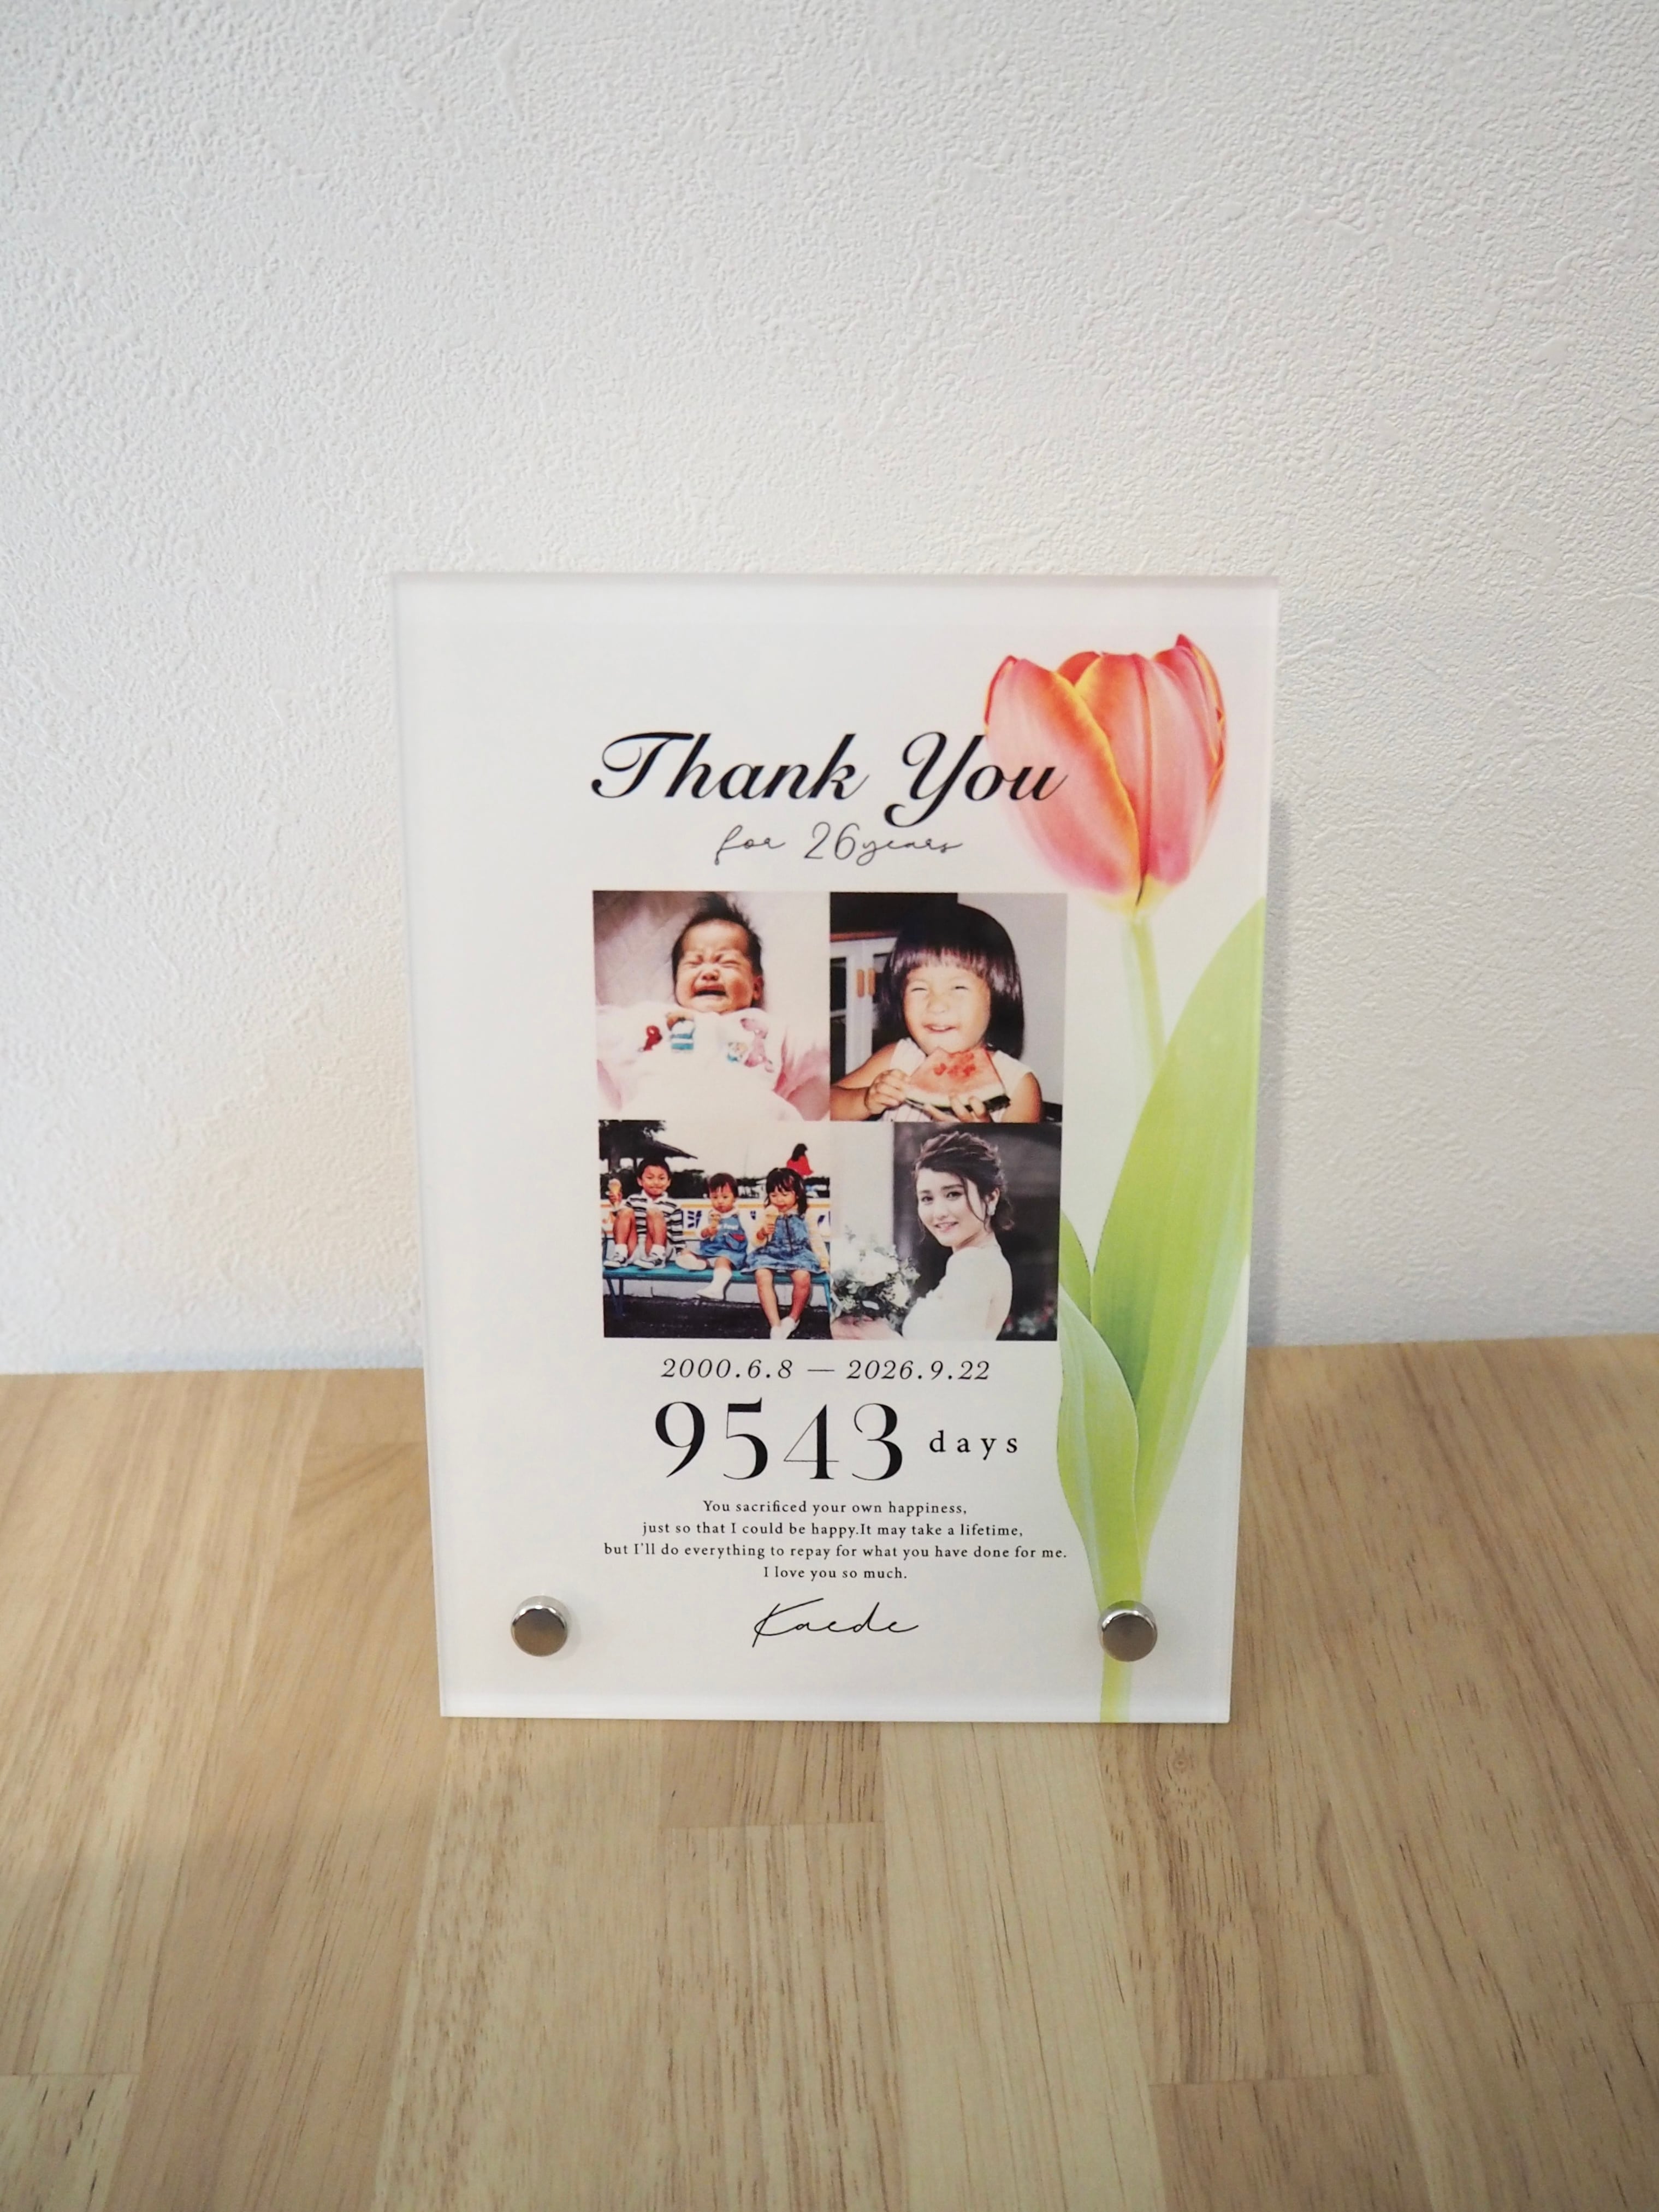 Thank You
for 26years
2000.6.8 — 2026.9.22
9543 days
You sacrificed your own happiness,
just so that I could be happy.It may take a lifetime,
but I'll do everything to repay for what you have done for me.
I love you so much.
Kaede